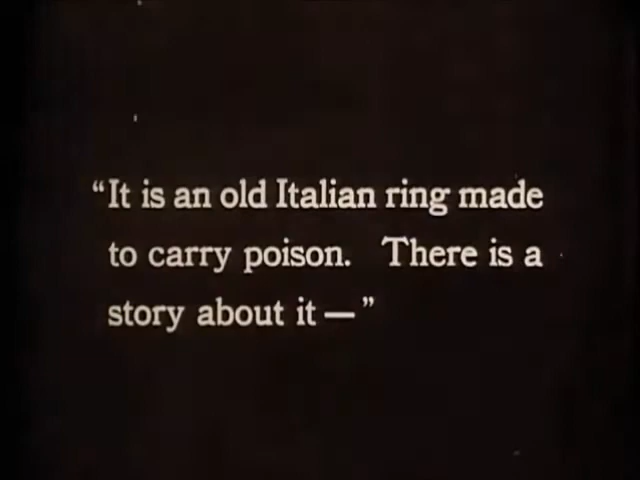 “It is an old Italian ring made
to carry poison. There is a
story about it — ”